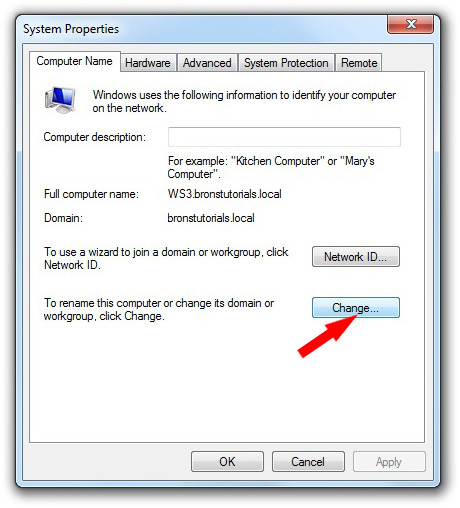 System Properties
Computer Name Hardware Advanced System Protection Remote
Windows uses the following information to identify your computer
on the network.
Computer description:
For example: "Kitchen Computer" or "Mary's
Computer".
Full computer name: WS3.bronstutorials.local
Domain: bronstutorials.local
To use a wizard to join a domain or workgroup, click
Network ID.
Network ID...
To rename this computer or change its domain or
workgroup, click Change.
Change...
OK Cancel Apply